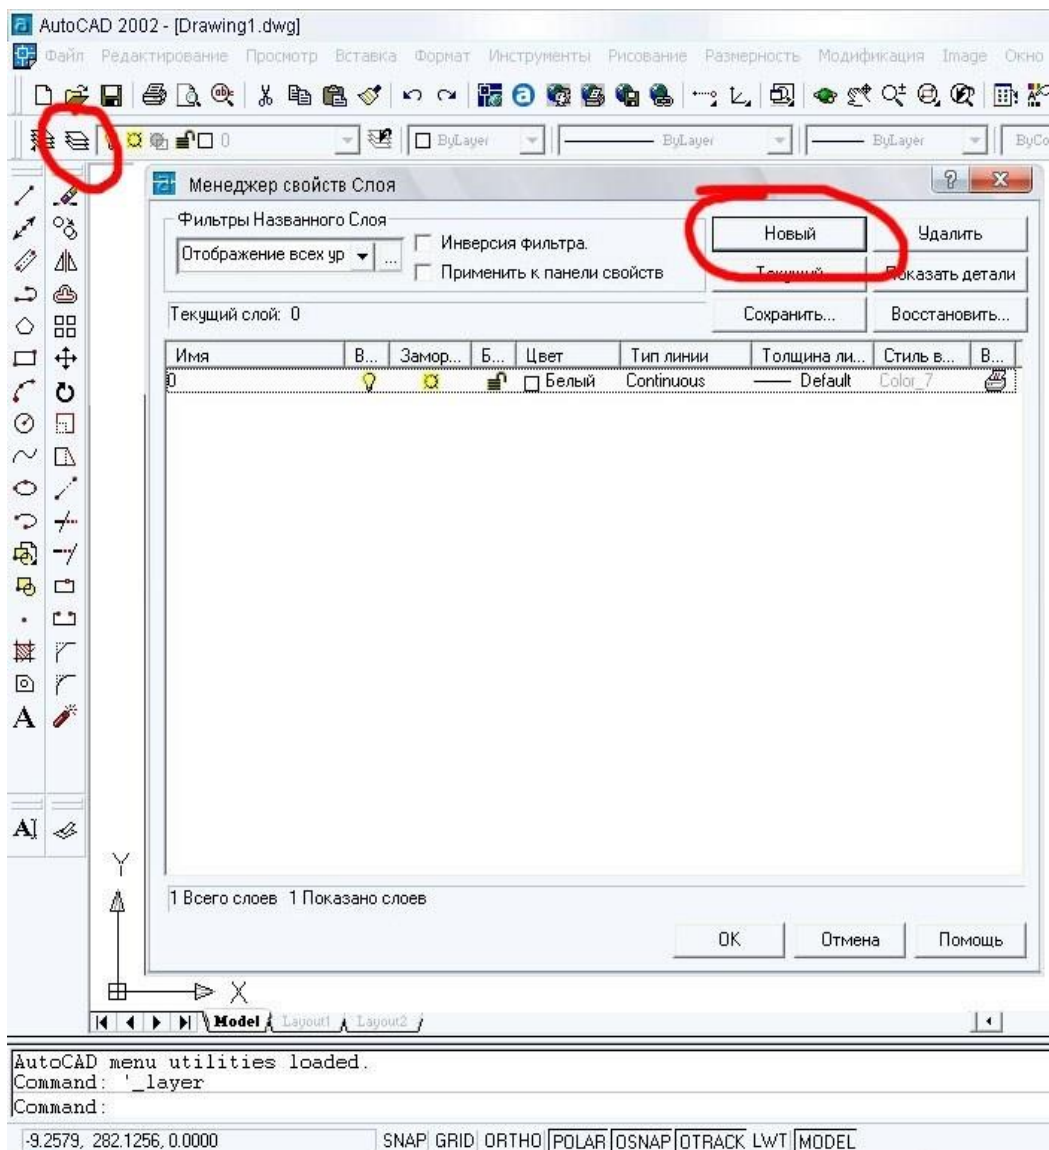 AutoCAD 2002 - [Drawing1.dwg]
Файл Редактирование Просмотр Вставка Формат Инструменты Рисование Размерность Модификация Image Окно
0 ByLayer ByLayer ByLayer ByCo
Менеджер свойств Слоя
Фильтры Названного Слоя
Отображение всех ур ...
Инверсия фильтра.
Применить к панели свойств
Новый Удалить
Текущий Показать детали
Сохранить... Восстановить...
Текущий слой: 0
Имя В... Замор... Б... Цвет Тип линии Толщина ли... Стиль в... В...
0 Белый Continuous Default Color_7
1 Всего слоев 1 Показано слоев
OK Отмена Помощь
Y
X
Model Layout1 Layout2
AutoCAD menu utilities loaded.
Command: '_layer
Command:
-9.2579, 282.1256, 0.0000 SNAP GRID ORTHO POLAR OSNAP OTRACK LWT MODEL